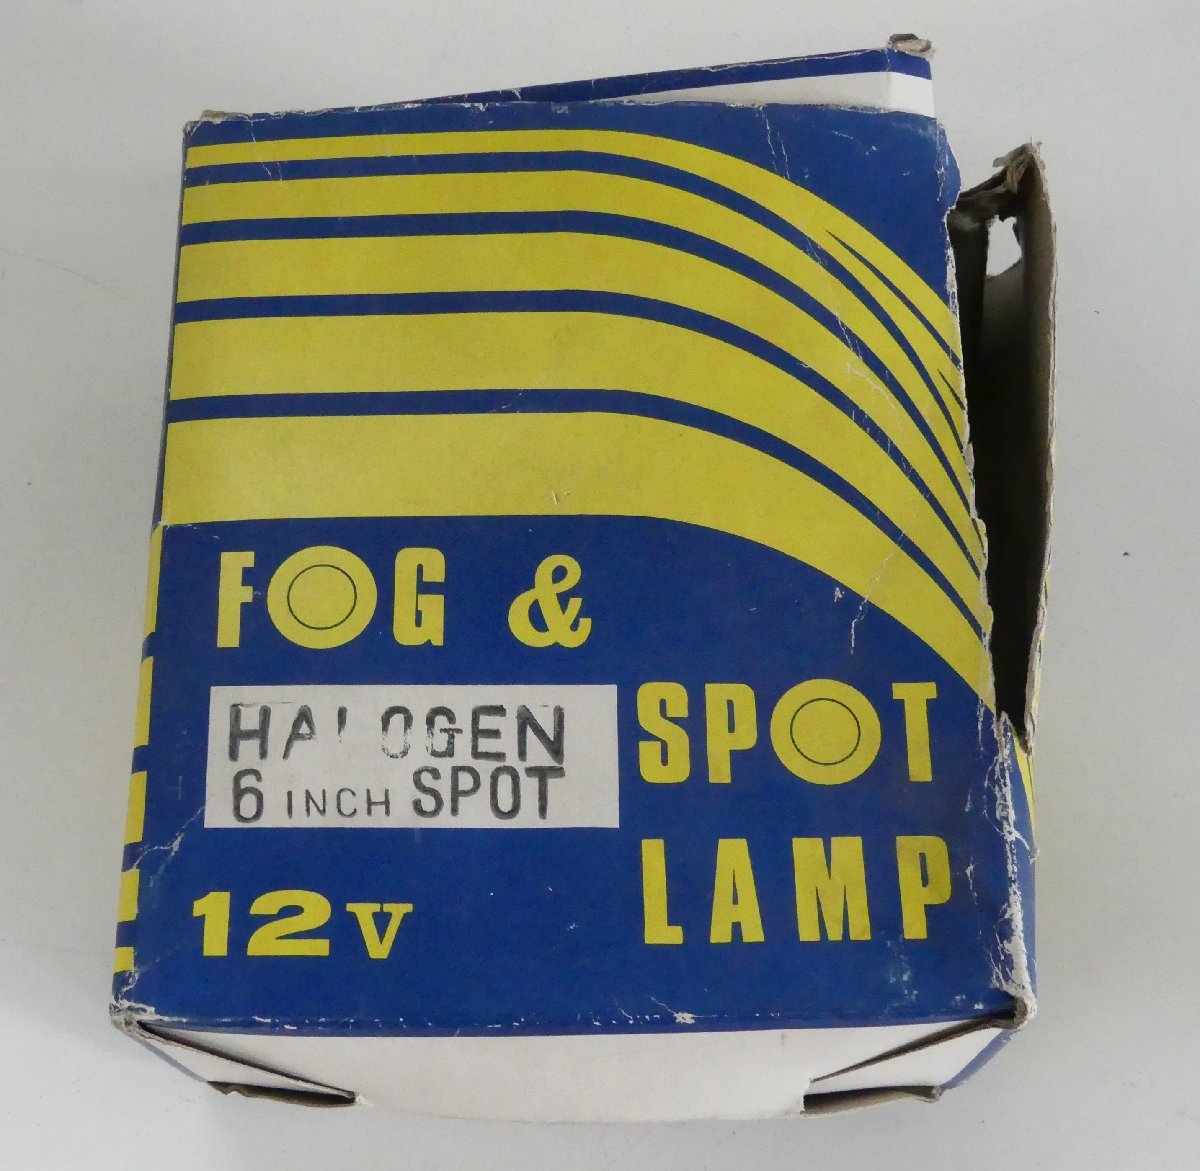 FOG &
SPOT
LAMP
HALOGEN
6 INCH SPOT
12V